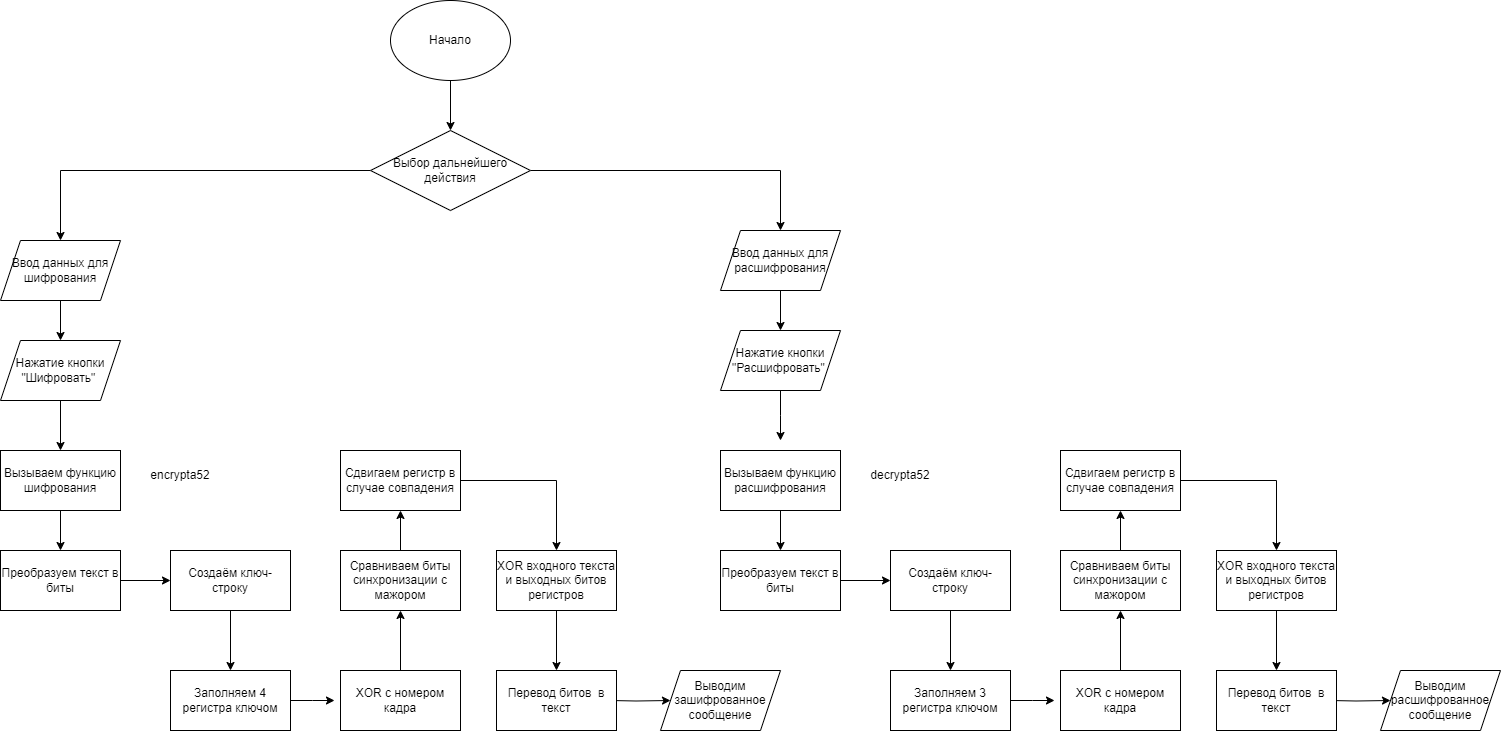 Начало
Выбор дальнейшего
действия
Ввод данных для
шифрования
Нажатие кнопки
"Шифровать"
Вызываем функцию
шифрования
encrypta52
Преобразуем текст в
биты
Создаём ключ-
строку
Заполняем 4
регистра ключом
XOR с номером
кадра
Сравниваем биты
синхронизации с
мажором
Сдвигаем регистр в
случае совпадения
XOR входного текста
и выходных битов
регистров
Перевод битов в
текст
Выводим
зашифрованное
сообщение
Ввод данных для
расшифрования
Нажатие кнопки
"Расшифровать"
Вызываем функцию
расшифрования
decrypta52
Преобразуем текст в
биты
Создаём ключ-
строку
Заполняем 3
регистра ключом
XOR с номером
кадра
Сравниваем биты
синхронизации с
мажором
Сдвигаем регистр в
случае совпадения
XOR входного текста
и выходных битов
регистров
Перевод битов в
текст
Выводим
расшифрованное
сообщение